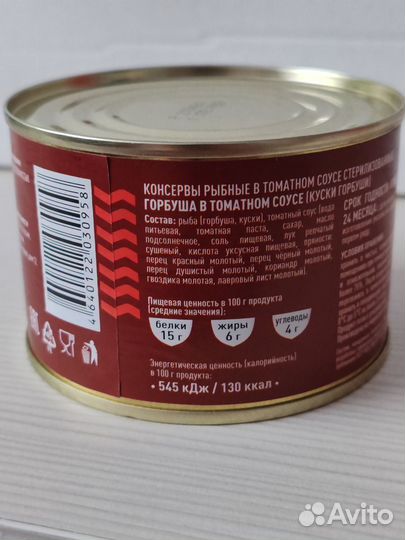 КОНСЕРВЫ РЫБНЫЕ В ТОМАТНОМ СОУСЕ СТЕРИЛИЗОВАННЫЕ
ГОРБУША В ТОМАТНОМ СОУСЕ (КУСКИ ГОРБУШИ)
Состав: рыба (горбуша, куски), томатный соус (вода
питьевая, томатная паста, сахар, масло
подсолнечное, соль пищевая, лук репчатый
сушеный, кислота уксусная пищевая, пряности:
перец красный молотый, перец черный молотый,
перец душистый молотый, кориандр молотый,
гвоздика молотая, лавровый лист молотый).
Пищевая ценность в 100 г продукта
(средние значения):
белки
15 г
жиры
6 г
углеводы
4 г
Энергетическая ценность (калорийность)
в 100 г продукта:
• 545 кДж / 130 ккал •
СРОК ГОДНОСТИ
24 МЕСЯЦА
4640122030958
Avito